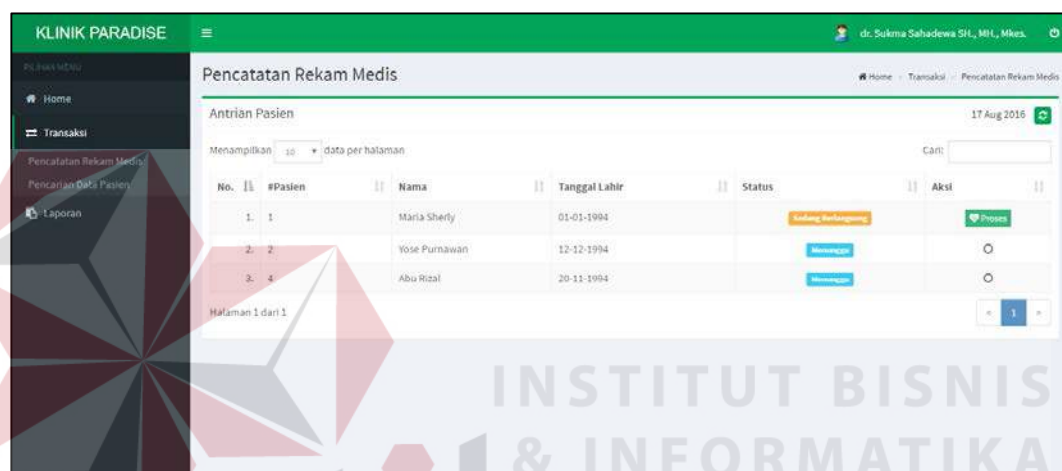 KLINIK PARADISE
dr. Sukma Sahadewa SH., MH., Mkes.
PILIHAN MENU
Home
Transaksi
Pencatatan Rekam Medis
Pencarian Data Pasien
Laporan
Pencatatan Rekam Medis
Home > Transaksi > Pencatatan Rekam Medis
Antrian Pasien
17 Aug 2016
Menampilkan 10 data per halaman
Cari:
No. #Pasien Nama Tanggal Lahir Status Aksi
1. 1 Maria Sherly 01-01-1994 Sedang Berlangsung Proses
2. 2 Yose Purnawan 12-12-1994 Menunggu
3. 4 Abu Rizal 20-11-1994 Menunggu
Halaman 1 dari 1
< 1 >
INSTITUT BISNIS
& INFORMATIKA